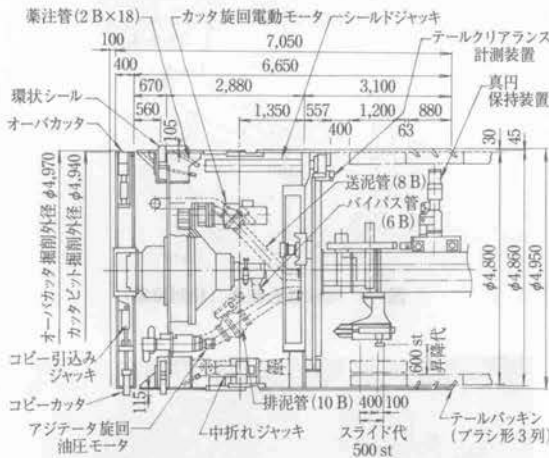 薬注管(2B×18)
カッタ旋回電動モータ
シールドジャッキ
テールクリアランス
計測装置
100
7,050
400
6,650
真円
保持装置
670
2,880
3,100
環状シール
560
105
1,350
557
1,200
880
オーバカッタ
400
63
30
45
送泥管(8B)
バイパス管
(6B)
オーバカッタ掘削外径 φ4,970
カッタビット掘削外径 φ4,940
φ4,800
φ4,860
φ4,950
コピー引込み
ジャッキ
600 st
昇降代
コピーカッタ
115
排泥管(10B)
400
100
テールパッキン
(ブラシ形3列)
アジテータ旋回
油圧モータ
中折れジャッキ
スライド代
500 st